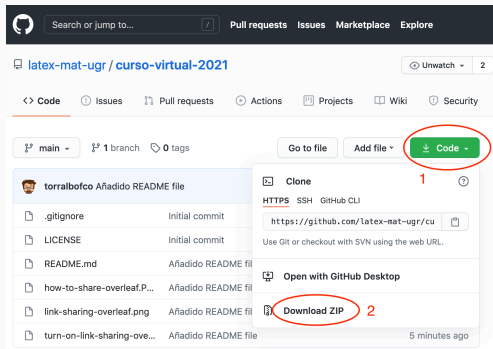 Search or jump to... / Pull requests Issues Marketplace Explore
latex-mat-ugr / curso-virtual-2021 Unwatch 2
<> Code Issues Pull requests Actions Projects Wiki Security
main 1 branch 0 tags Go to file Add file Code
1
torralbofco Añadido README file
Clone ?
HTTPS SSH GitHub CLI
.gitignore Initial commit
https://github.com/latex-mat-ugr/cu
LICENSE Initial commit
Use Git or checkout with SVN using the web URL.
README.md Añadido README fil
how-to-share-overleaf.P... Añadido README fil
Open with GitHub Desktop
link-sharing-overleaf.png Añadido README fil
Download ZIP 2
turn-on-link-sharing-ove... Añadido README file 5 minutes ago